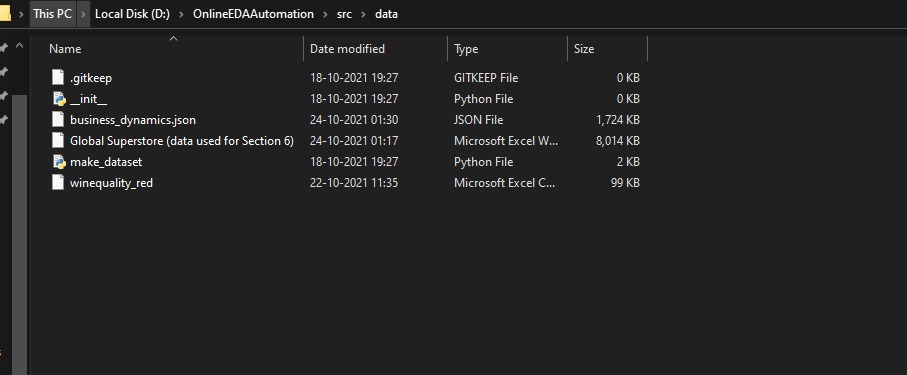 This PC > Local Disk (D:) > OnlineEDAAutomation > src > data
Name Date modified Type Size
.gitkeep 18-10-2021 19:27 GITKEEP File 0 KB
__init__ 18-10-2021 19:27 Python File 0 KB
business_dynamics.json 24-10-2021 01:30 JSON File 1,724 KB
Global Superstore (data used for Section 6) 24-10-2021 01:17 Microsoft Excel W... 8,014 KB
make_dataset 18-10-2021 19:27 Python File 2 KB
winequality_red 22-10-2021 11:35 Microsoft Excel C... 99 KB